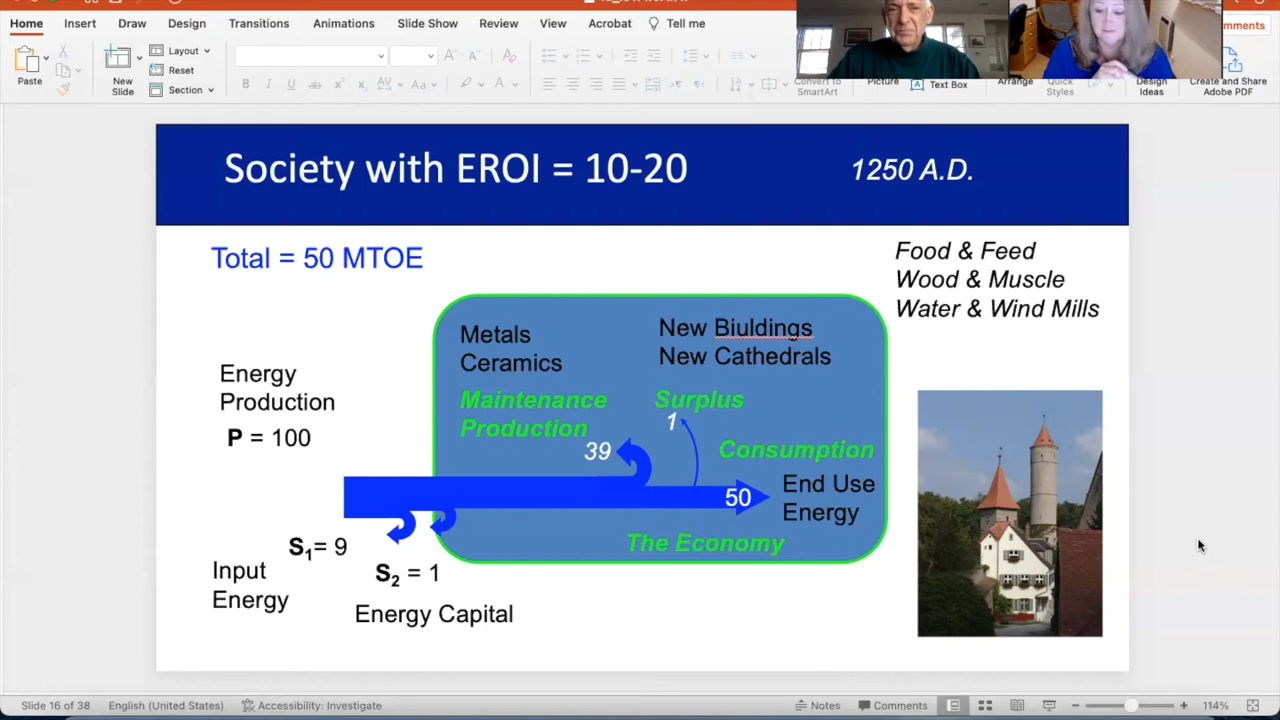 Home Insert Draw Design Transitions Animations Slide Show Review View Acrobat Tell me
Paste
New
Slide
Layout
Reset
Section
Convert to
SmartArt
Picture
Text Box
Arrange
Quick
Styles
Design
Ideas
Create and Share
Adobe PDF
Society with EROI = 10-20
1250 A.D.
Total = 50 MTOE
Food & Feed
Wood & Muscle
Water & Wind Mills
Metals
Ceramics
New Biuldings
New Cathedrals
Energy
Production
P = 100
Maintenance
Production
39
Surplus
1
Consumption
50
End Use
Energy
The Economy
S1= 9
Input
Energy
S2 = 1
Energy Capital
Slide 16 of 38 English (United States) Accessibility: Investigate Notes Comments 114%